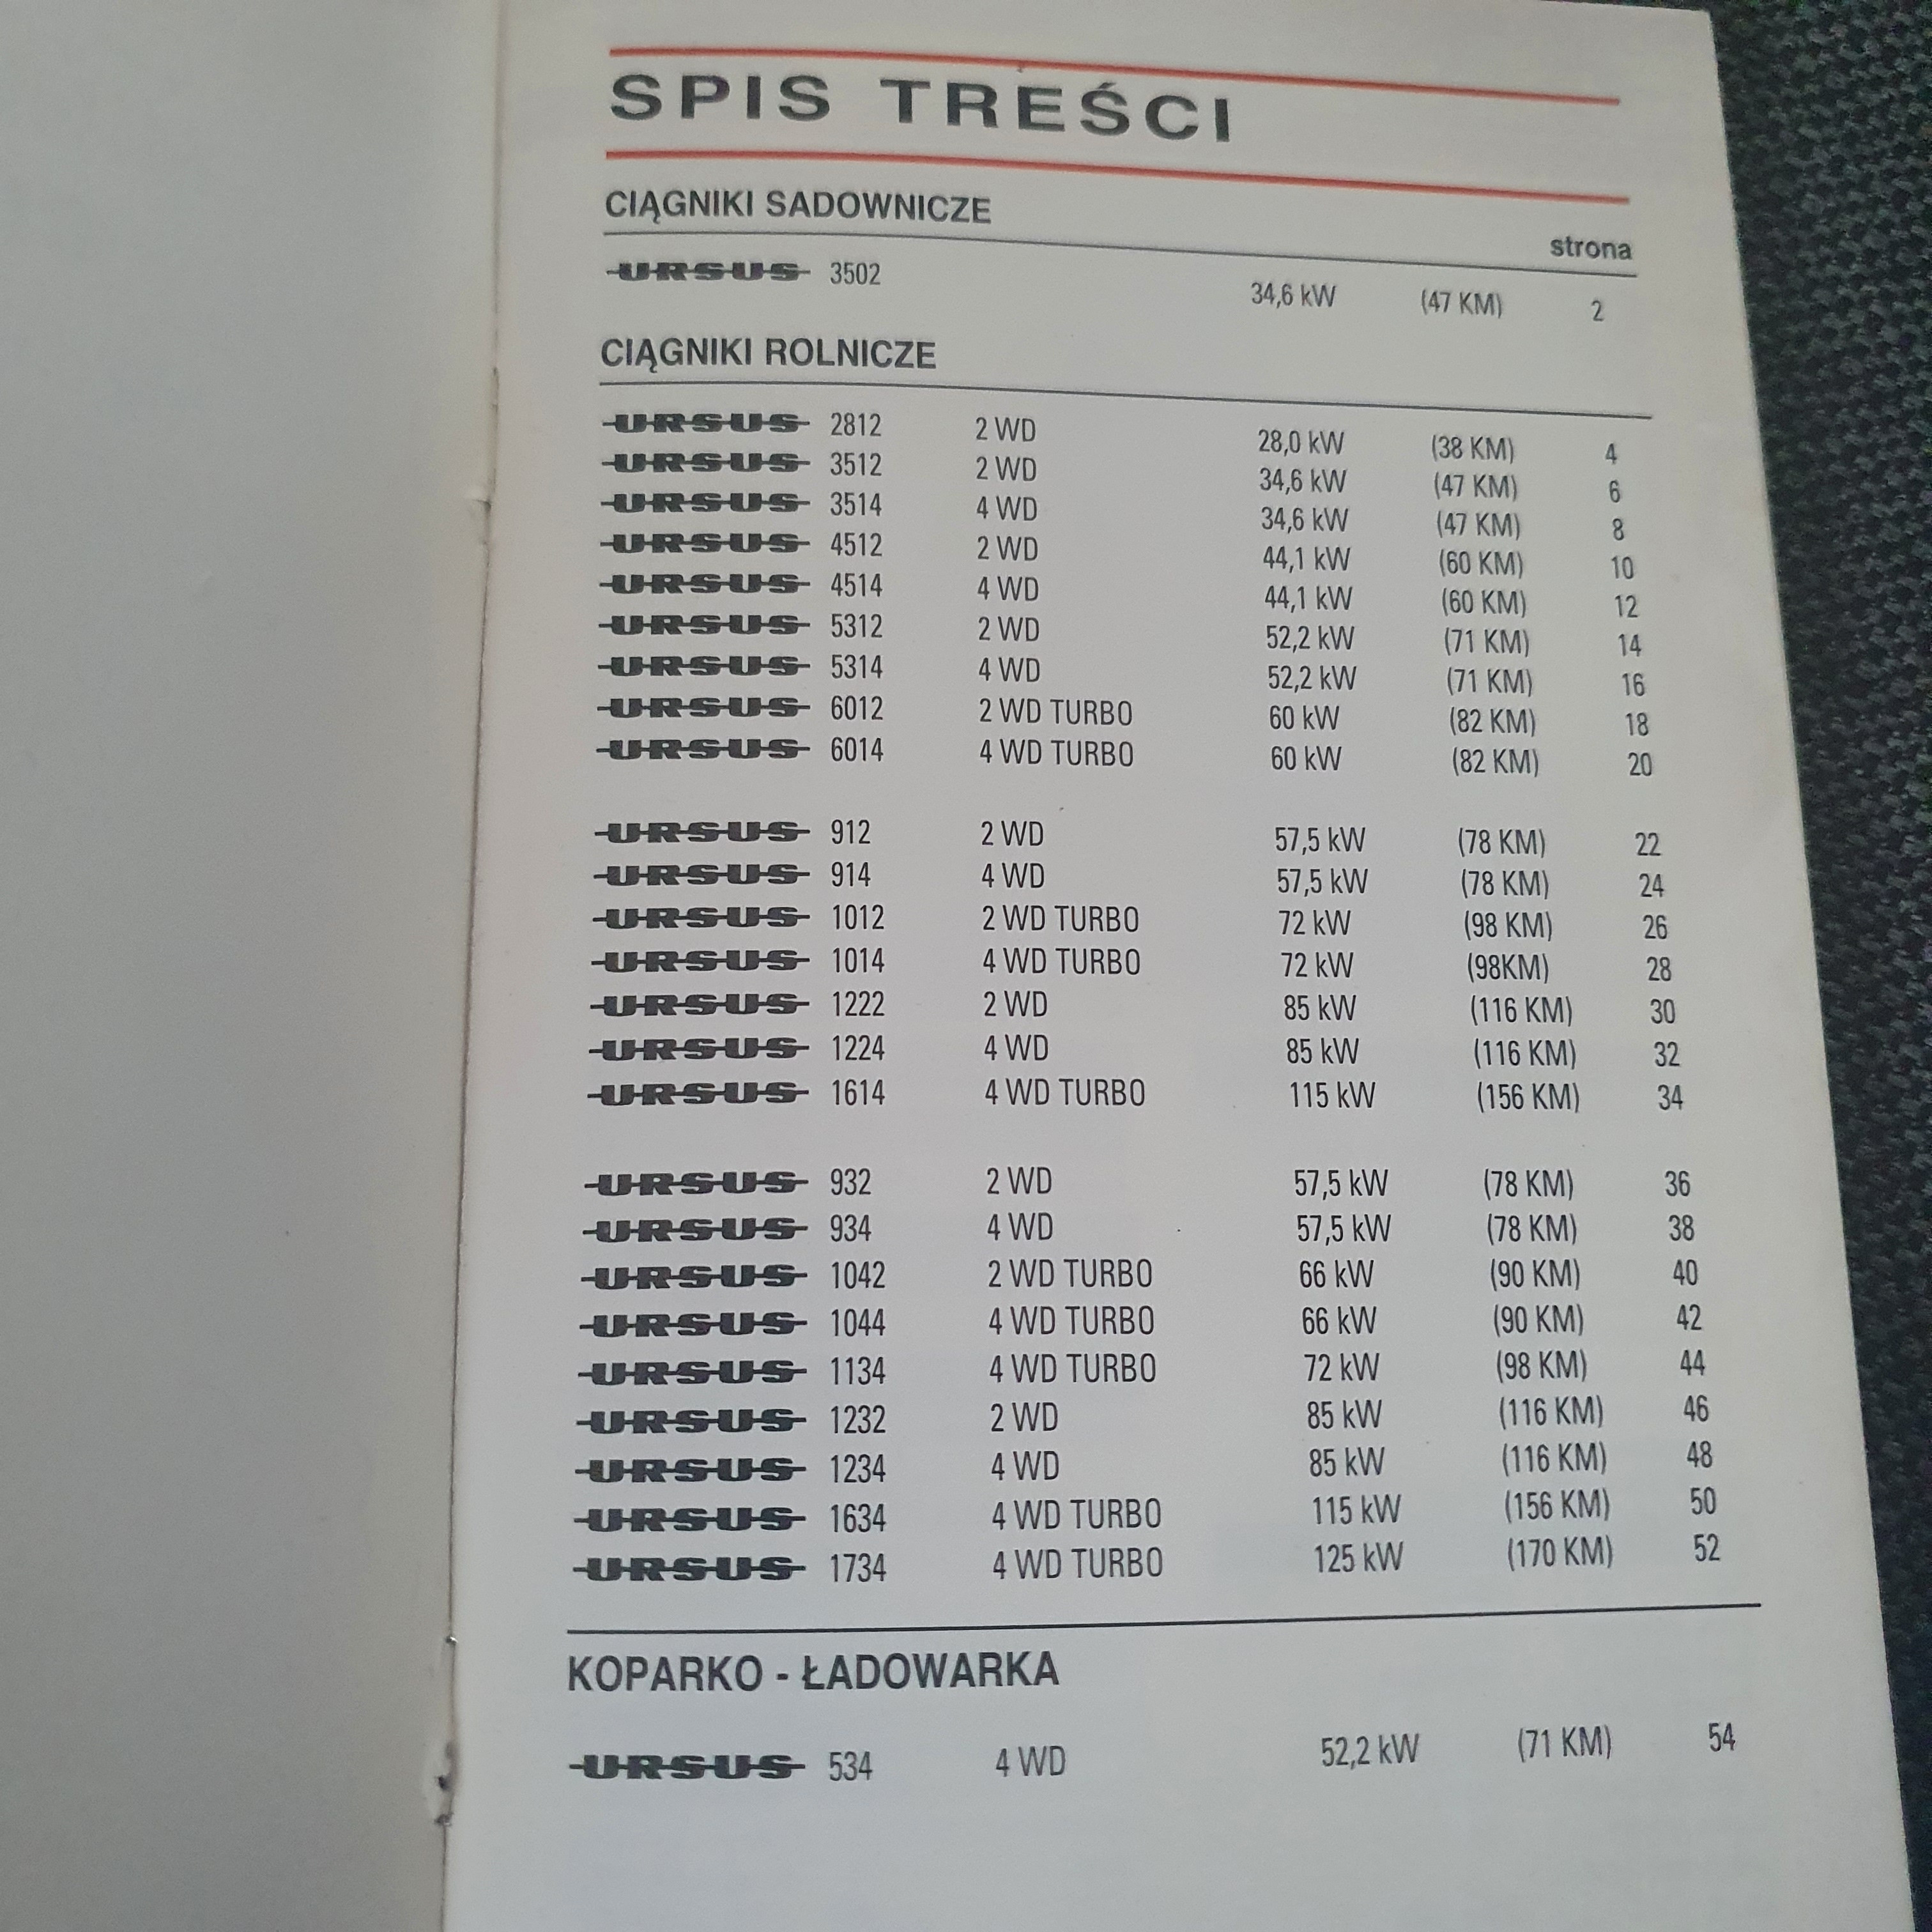 SPIS TREŚCI
CIĄGNIKI SADOWNICZE
strona
URSUS 3502 34,6 kW (47 KM) 2
CIĄGNIKI ROLNICZE
URSUS 2812 2 WD 28,0 kW (38 KM) 4
URSUS 3512 2 WD 34,6 kW (47 KM) 6
URSUS 3514 4 WD 34,6 kW (47 KM) 8
URSUS 4512 2 WD 44,1 kW (60 KM) 10
URSUS 4514 4 WD 44,1 kW (60 KM) 12
URSUS 5312 2 WD 52,2 kW (71 KM) 14
URSUS 5314 4 WD 52,2 kW (71 KM) 16
URSUS 6012 2 WD TURBO 60 kW (82 KM) 18
URSUS 6014 4 WD TURBO 60 kW (82 KM) 20
URSUS 912 2 WD 57,5 kW (78 KM) 22
URSUS 914 4 WD 57,5 kW (78 KM) 24
URSUS 1012 2 WD TURBO 72 kW (98 KM) 26
URSUS 1014 4 WD TURBO 72 kW (98KM) 28
URSUS 1222 2 WD 85 kW (116 KM) 30
URSUS 1224 4 WD 85 kW (116 KM) 32
URSUS 1614 4 WD TURBO 115 kW (156 KM) 34
URSUS 932 2 WD 57,5 kW (78 KM) 36
URSUS 934 4 WD 57,5 kW (78 KM) 38
URSUS 1042 2 WD TURBO 66 kW (90 KM) 40
URSUS 1044 4 WD TURBO 66 kW (90 KM) 42
URSUS 1134 4 WD TURBO 72 kW (98 KM) 44
URSUS 1232 2 WD 85 kW (116 KM) 46
URSUS 1234 4 WD 85 kW (116 KM) 48
URSUS 1634 4 WD TURBO 115 kW (156 KM) 50
URSUS 1734 4 WD TURBO 125 kW (170 KM) 52
KOPARKO - ŁADOWARKA
URSUS 534 4 WD 52,2 kW (71 KM) 54